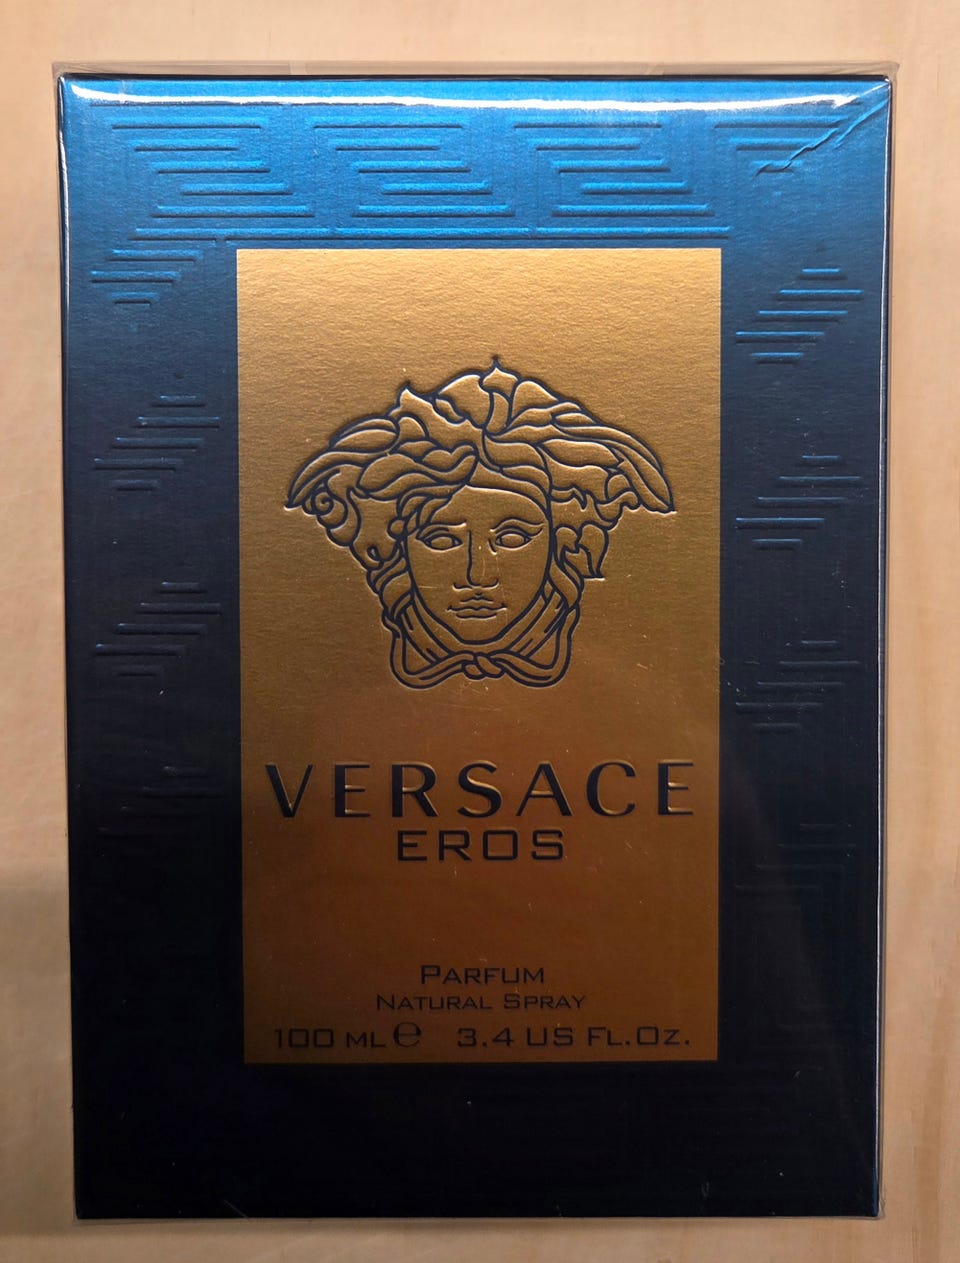 VERSACE
EROS
PARFUM
NATURAL SPRAY
100 ML ℮ 3.4 US FL.OZ.